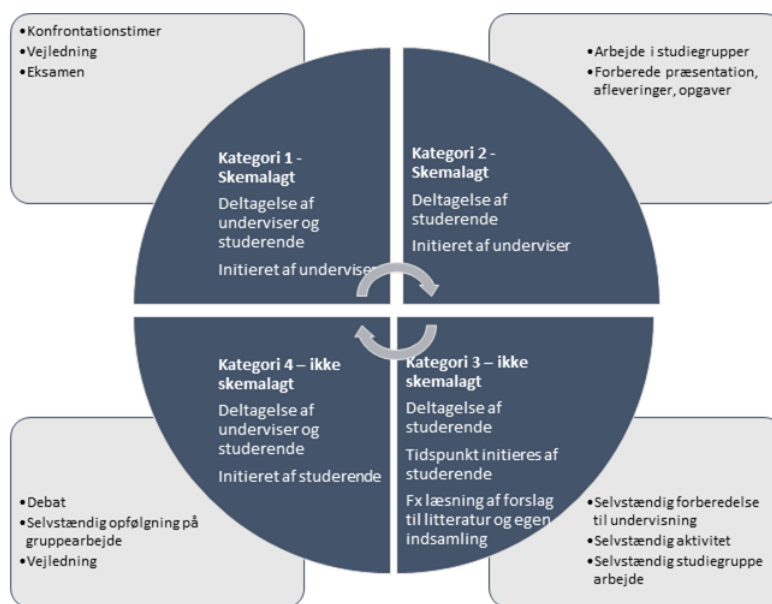 •Konfrontationstimer
•Vejledning
•Eksamen
•Arbejde i studiegrupper
•Forberede præsentation,
afleveringer, opgaver
Kategori 1 -
Skemalagt
Deltagelse af
underviser og
studerende
Initieret af underviser
Kategori 2 -
Skemalagt
Deltagelse af
studerende
Initieret af underviser
Kategori 4 – ikke
skemalagt
Deltagelse af
underviser og
studerende
Initieret af studerende
Kategori 3 – ikke
skemalagt
Deltagelse af
studerende
Tidspunkt initieres af
studerende
Fx læsning af forslag
til litteratur og egen
indsamling
•Debat
•Selvstændig opfølgning på
gruppearbejde
•Vejledning
•Selvstændig forberedelse
til undervisning
•Selvstændig aktivitet
•Selvstændig studiegruppe
arbejde